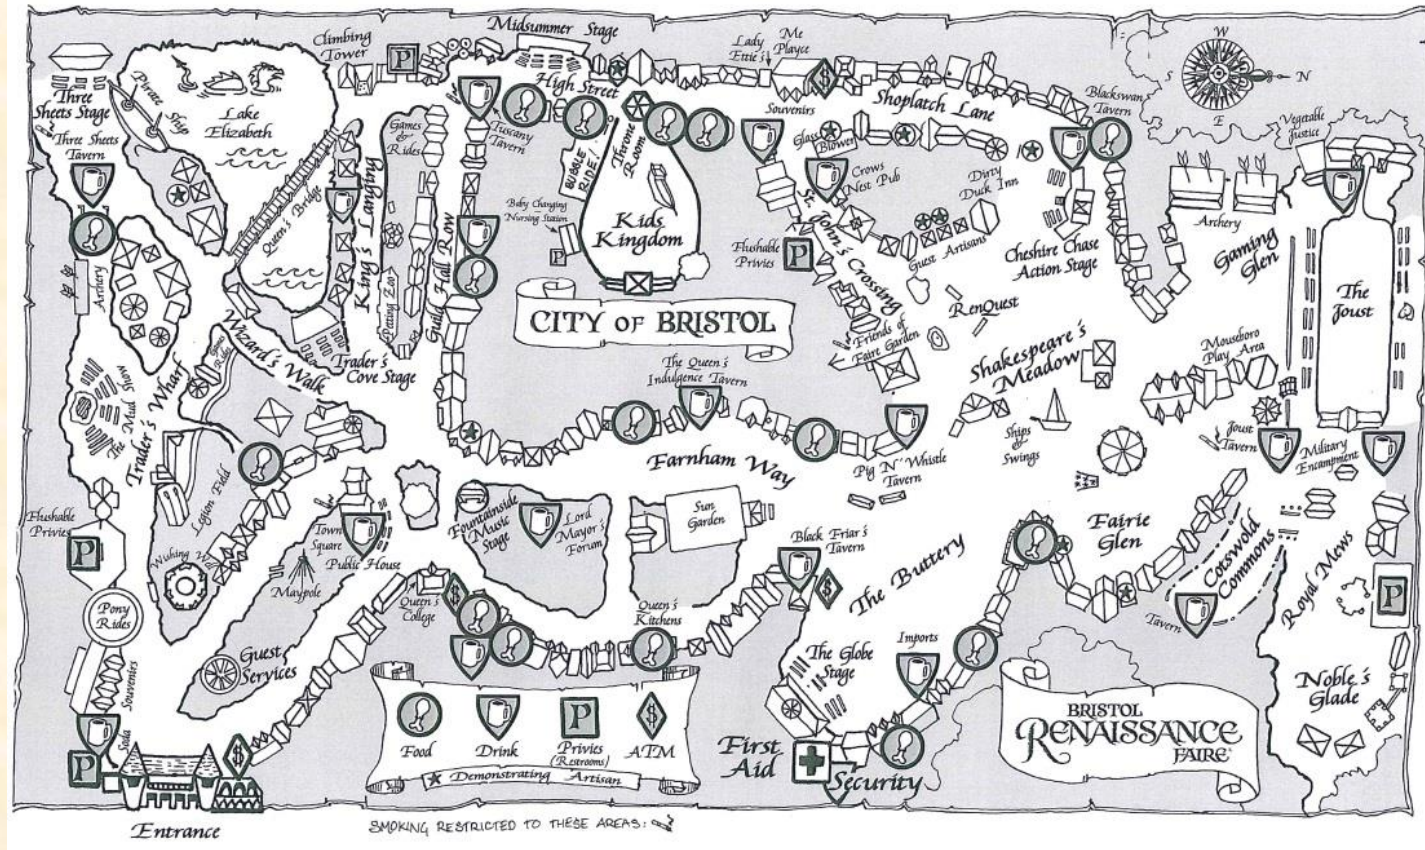 Climbing
Tower
Midsummer Stage
High Street
Lady
Ettie's
Me
Playce
Souvenirs
Shoplatch Lane
Blackswan
Tavern
W
S
N
E
Vegetable
Justice
Three
Sheets Stage
Three Sheets
Tavern
Pirate
Ship
Lake
Elizabeth
Queen's Bridge
Games
&
Rides
King's Landing
Petting Zoo
Guild Hall Row
Tuscany
Tavern
BUBBLE
RIDE!
Throne
Room
Baby Changing
Nursing Station
P
Kids
Kingdom
Glass
Blower
Crows
Nest Pub
Dirty
Duck Inn
Guest Artisans
St. John's Crossing
Flushable
Privies
P
Cheshire Chase
Action Stage
Archery
Gaming
Glen
The
Joust
Archery
CITY OF BRISTOL
RenQuest
Friends of
Faire Garden
Shakespeare's
Meadow
Mouseboro
Play Area
Wizard's Walk
Trader's
Cove Stage
Games
Rides
Trader's Wharf
The Mud Show
The Queen's
Indulgence Tavern
Farnham Way
Pig N' Whistle
Tavern
Ships
&
Swings
Joust
Tavern
Military
Encampment
Legion Field
Flushable
Privies
P
Wishing Well
Town
Square
Public House
Maypole
Fountainside
Music
Stage
Lord
Mayor's
Forum
Sun
Garden
Black Friar's
Tavern
The Buttery
Fairie
Glen
Cotswold
Commons
Tavern
Royal Mews
P
Pony
Rides
Queen's
College
Queen's
Kitchens
Guest
Services
Souvenirs
Soda
P
The Globe
Stage
Imports
Noble's
Glade
P
$
Food
Drink
Privies
(Restrooms)
ATM
Demonstrating Artisan
First
Aid
Security
BRISTOL
RENAISSANCE
FAIRE
Entrance
SMOKING RESTRICTED TO THESE AREAS: